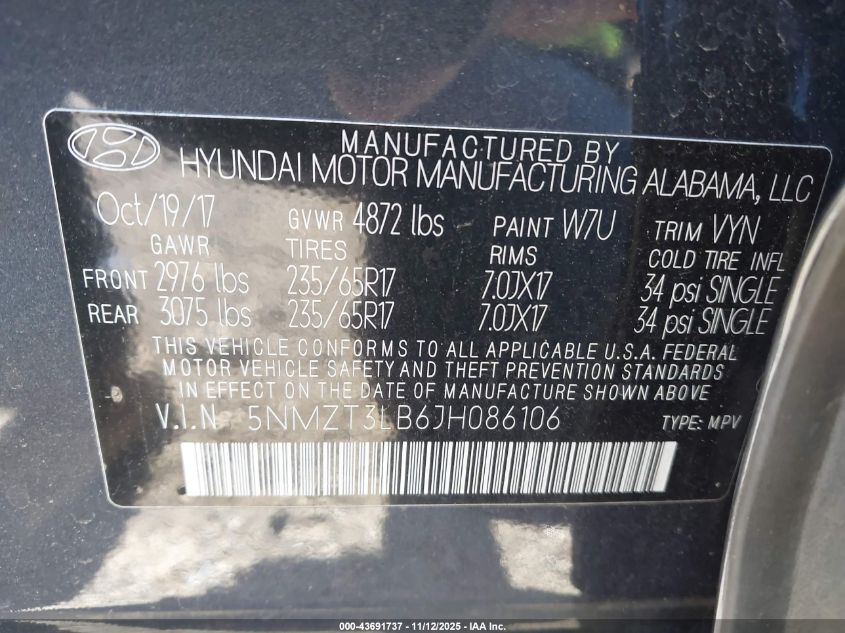 MANUFACTURED BY
HYUNDAI MOTOR MANUFACTURING ALABAMA, LLC
Oct/19/17 GVWR 4872 lbs PAINT W7U TRIM VYN
GAWR TIRES RIMS COLD TIRE INFL
FRONT 2976 lbs 235/65R17 7.0JX17 34 psi SINGLE
REAR 3075 lbs 235/65R17 7.0JX17 34 psi SINGLE
THIS VEHICLE CONFORMS TO ALL APPLICABLE U.S.A. FEDERAL
MOTOR VEHICLE SAFETY AND THEFT PREVENTION STANDARDS
IN EFFECT ON THE DATE OF MANUFACTURE SHOWN ABOVE
V.I.N 5NMZT3LB6JH086106 TYPE: MPV
000-43691737 - 11/12/2025 - IAA Inc.